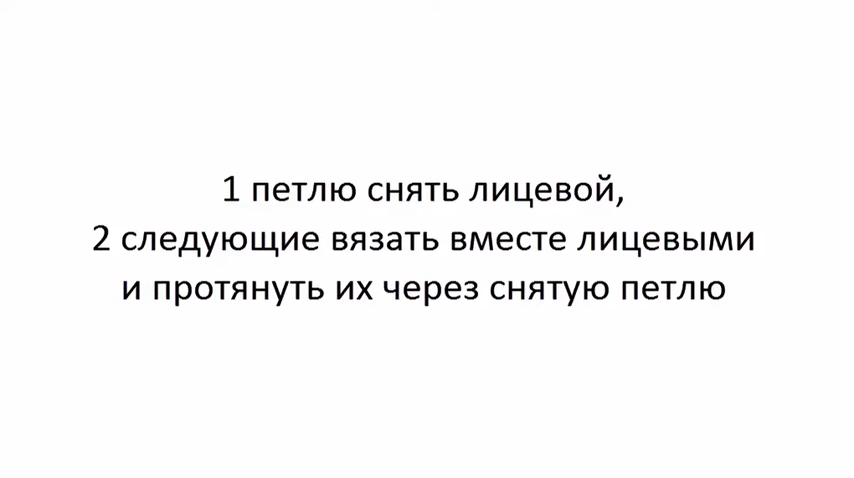 1 петлю снять лицевой,
2 следующие вязать вместе лицевыми
и протянуть их через снятую петлю